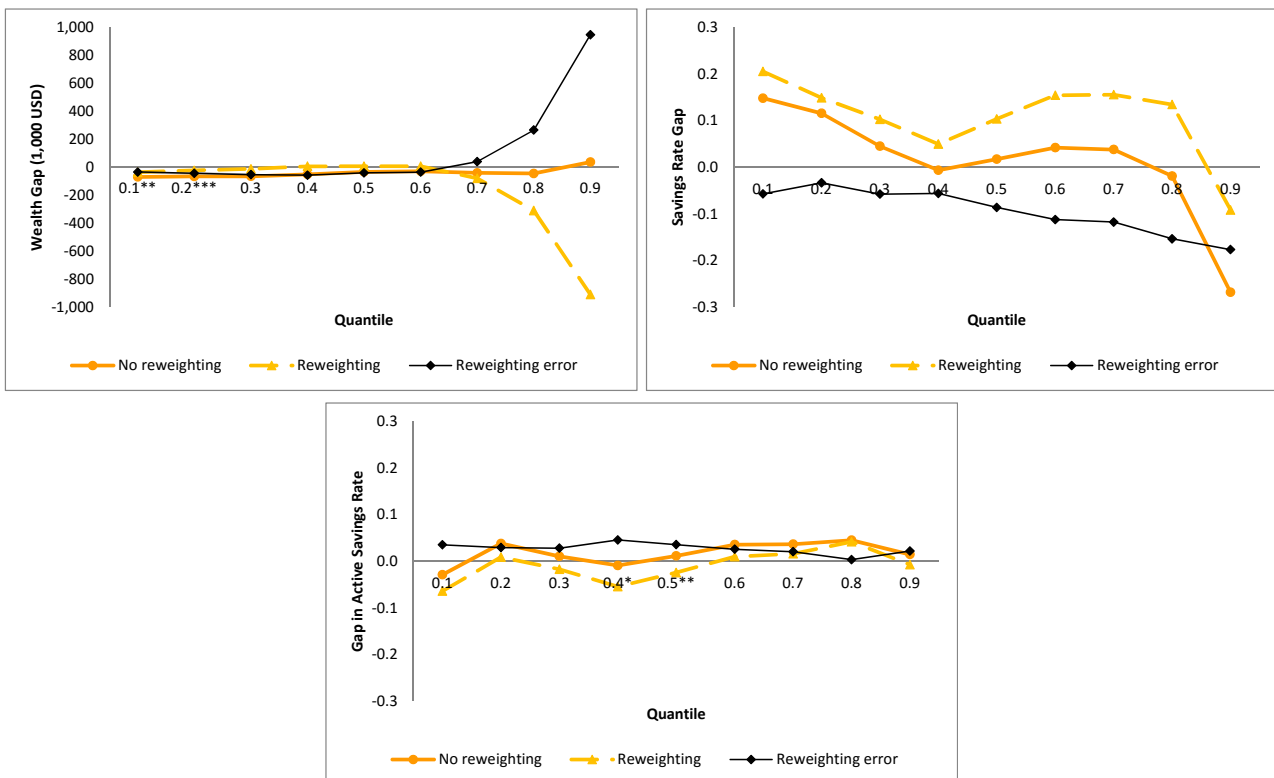 1,000
800
600
400
200
0
-200
-400
-600
-800
-1,000
Wealth Gap (1,000 USD)
0.1** 0.2*** 0.3 0.4 0.5 0.6 0.7 0.8 0.9
Quantile
No reweighting Reweighting Reweighting error
0.3
0.2
0.1
0.0
-0.1
-0.2
-0.3
Savings Rate Gap
0.1 0.2 0.3 0.4 0.5 0.6 0.7 0.8 0.9
Quantile
No reweighting Reweighting Reweighting error
0.3
0.2
0.1
0.0
-0.1
-0.2
-0.3
Gap in Active Savings Rate
0.1 0.2 0.3 0.4* 0.5** 0.6 0.7 0.8 0.9
Quantile
No reweighting Reweighting Reweighting error